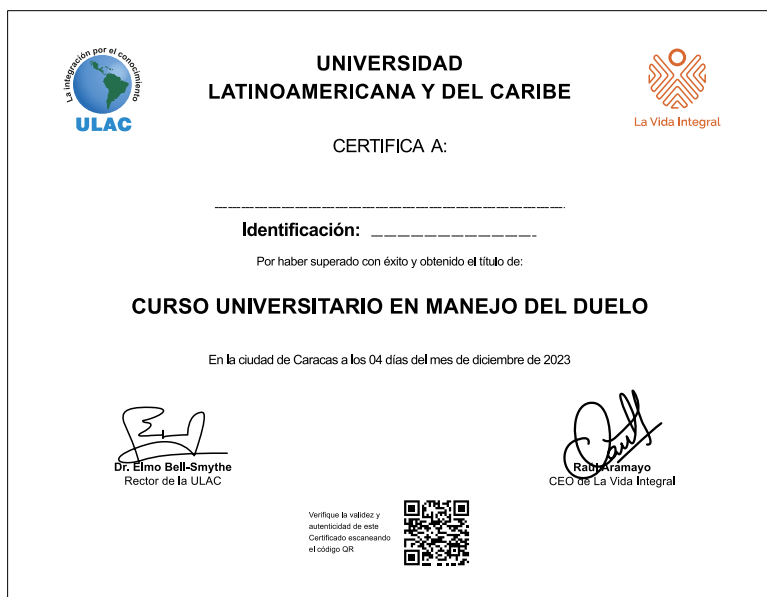 La integración por el conocimiento
ULAC
UNIVERSIDAD
LATINOAMERICANA Y DEL CARIBE
La Vida Integral
CERTIFICA A:
Identificación:
Por haber superado con éxito y obtenido el título de:
CURSO UNIVERSITARIO EN MANEJO DEL DUELO
En la ciudad de Caracas a los 04 días del mes de diciembre de 2023
Dr. Elmo Bell-Smythe
Rector de la ULAC
Raúl Aramayo
CEO de La Vida Integral
Verifique la validez y
autenticidad de este
Certificado escaneando
el código QR